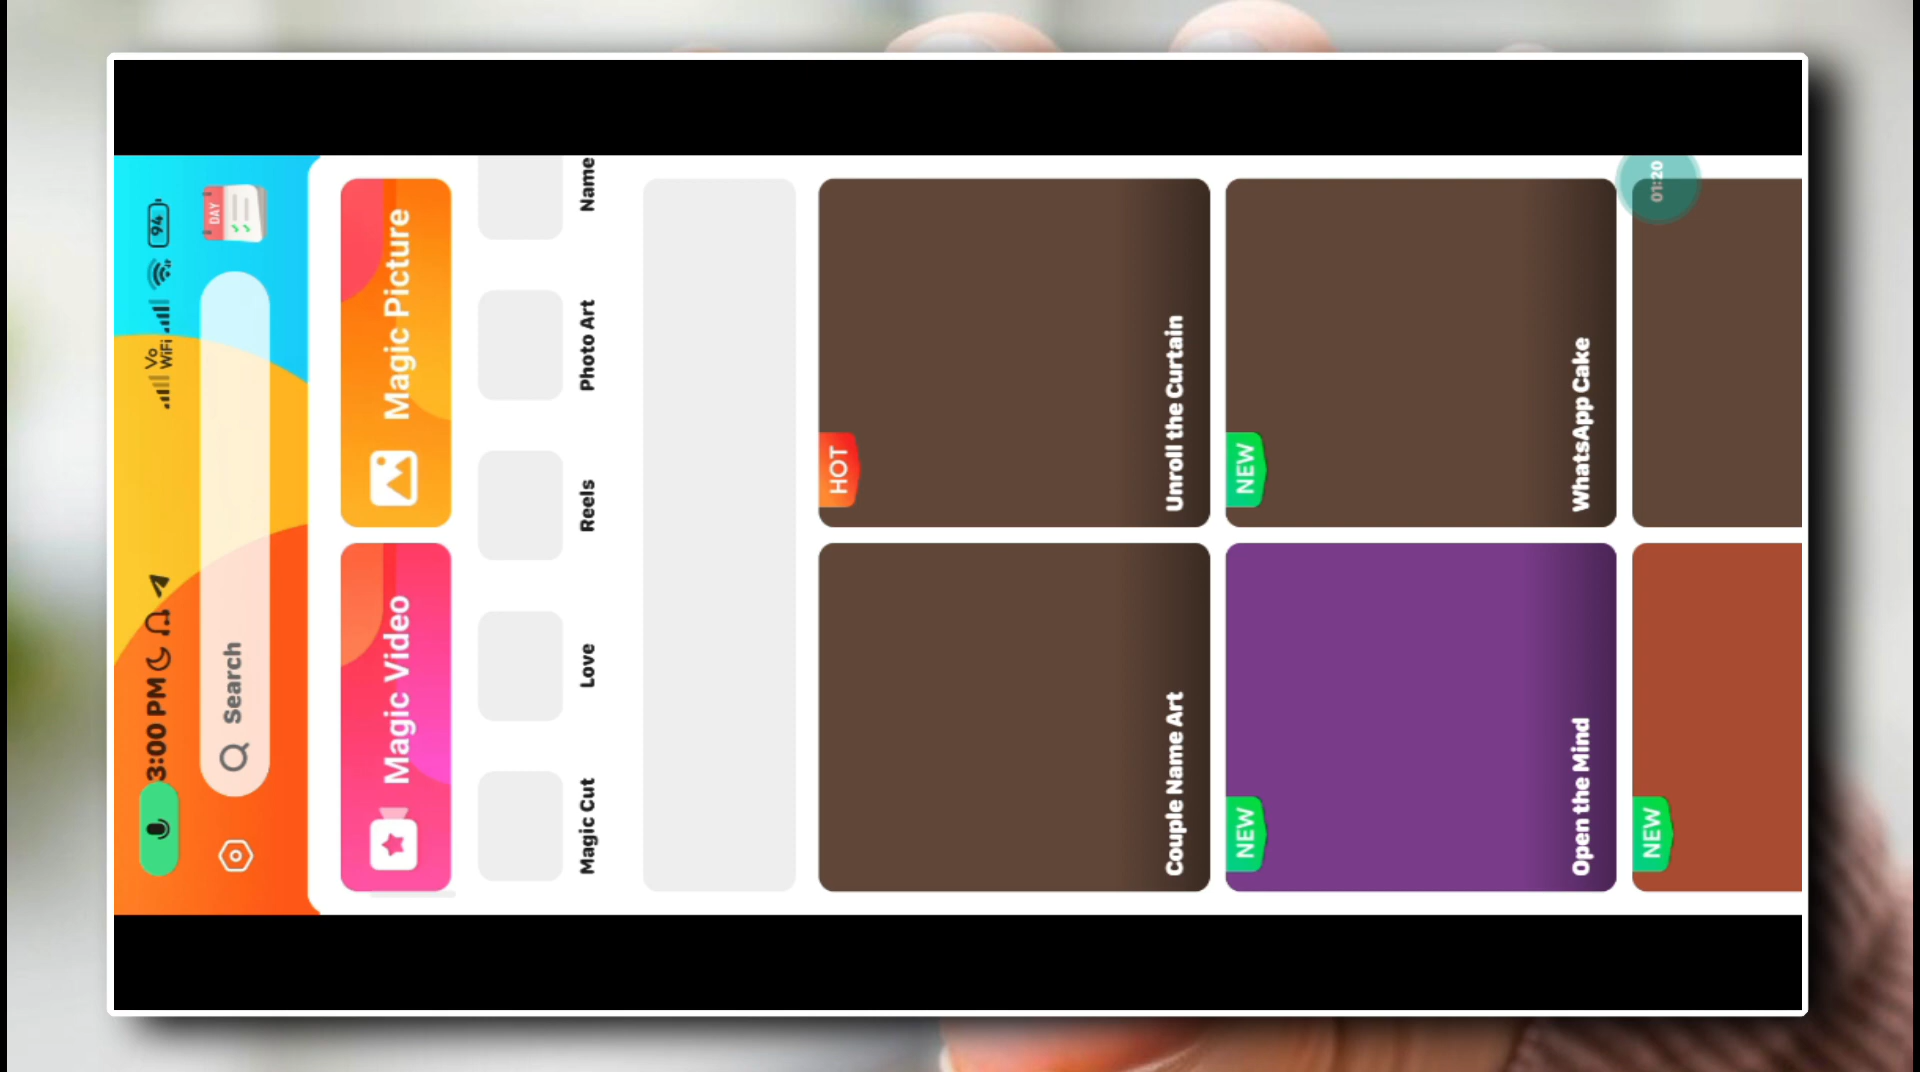 3:00 PM
Vo
WiFi
94
Search
DAY
Magic Video
Magic Picture
Magic Cut
Love
Reels
Photo Art
Name
Couple Name Art
HOT
Unroll the Curtain
NEW
Open the Mind
NEW
WhatsApp Cake
NEW
01:20